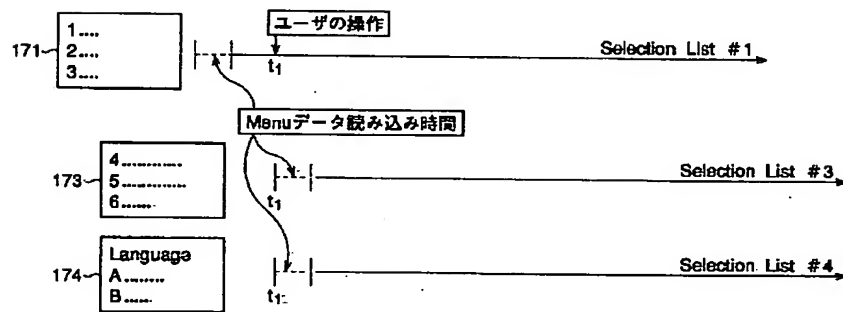 171
1....
2....
3....
ユーザの操作
t1
Selection List #1
Menuデータ読み込み時間
173
4............
5.............
6......
t1
Selection List #3
174
Language
A........
B......
t1
Selection List #4